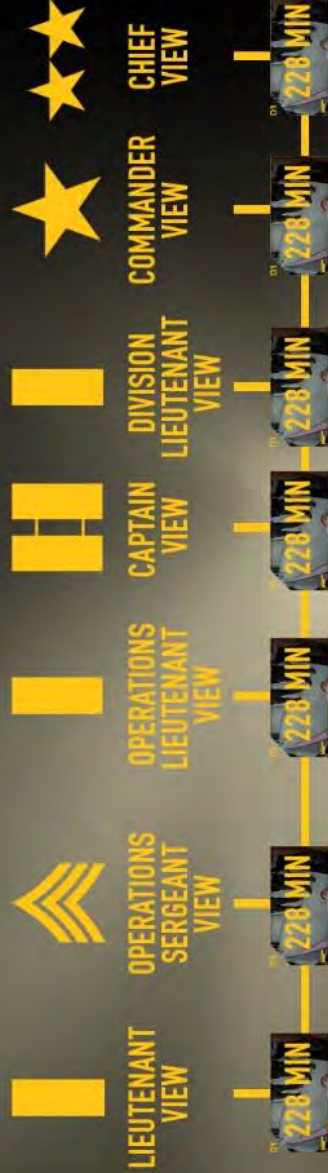 LIEUTENANT
VIEW
OPERATIONS
SERGEANT
VIEW
OPERATIONS
LIEUTENANT
VIEW
CAPTAIN
VIEW
DIVISION
LIEUTENANT
VIEW
COMMANDER
VIEW
CHIEF
VIEW
228 MIN
228 MIN
228 MIN
228 MIN
228 MIN
228 MIN
228 MIN